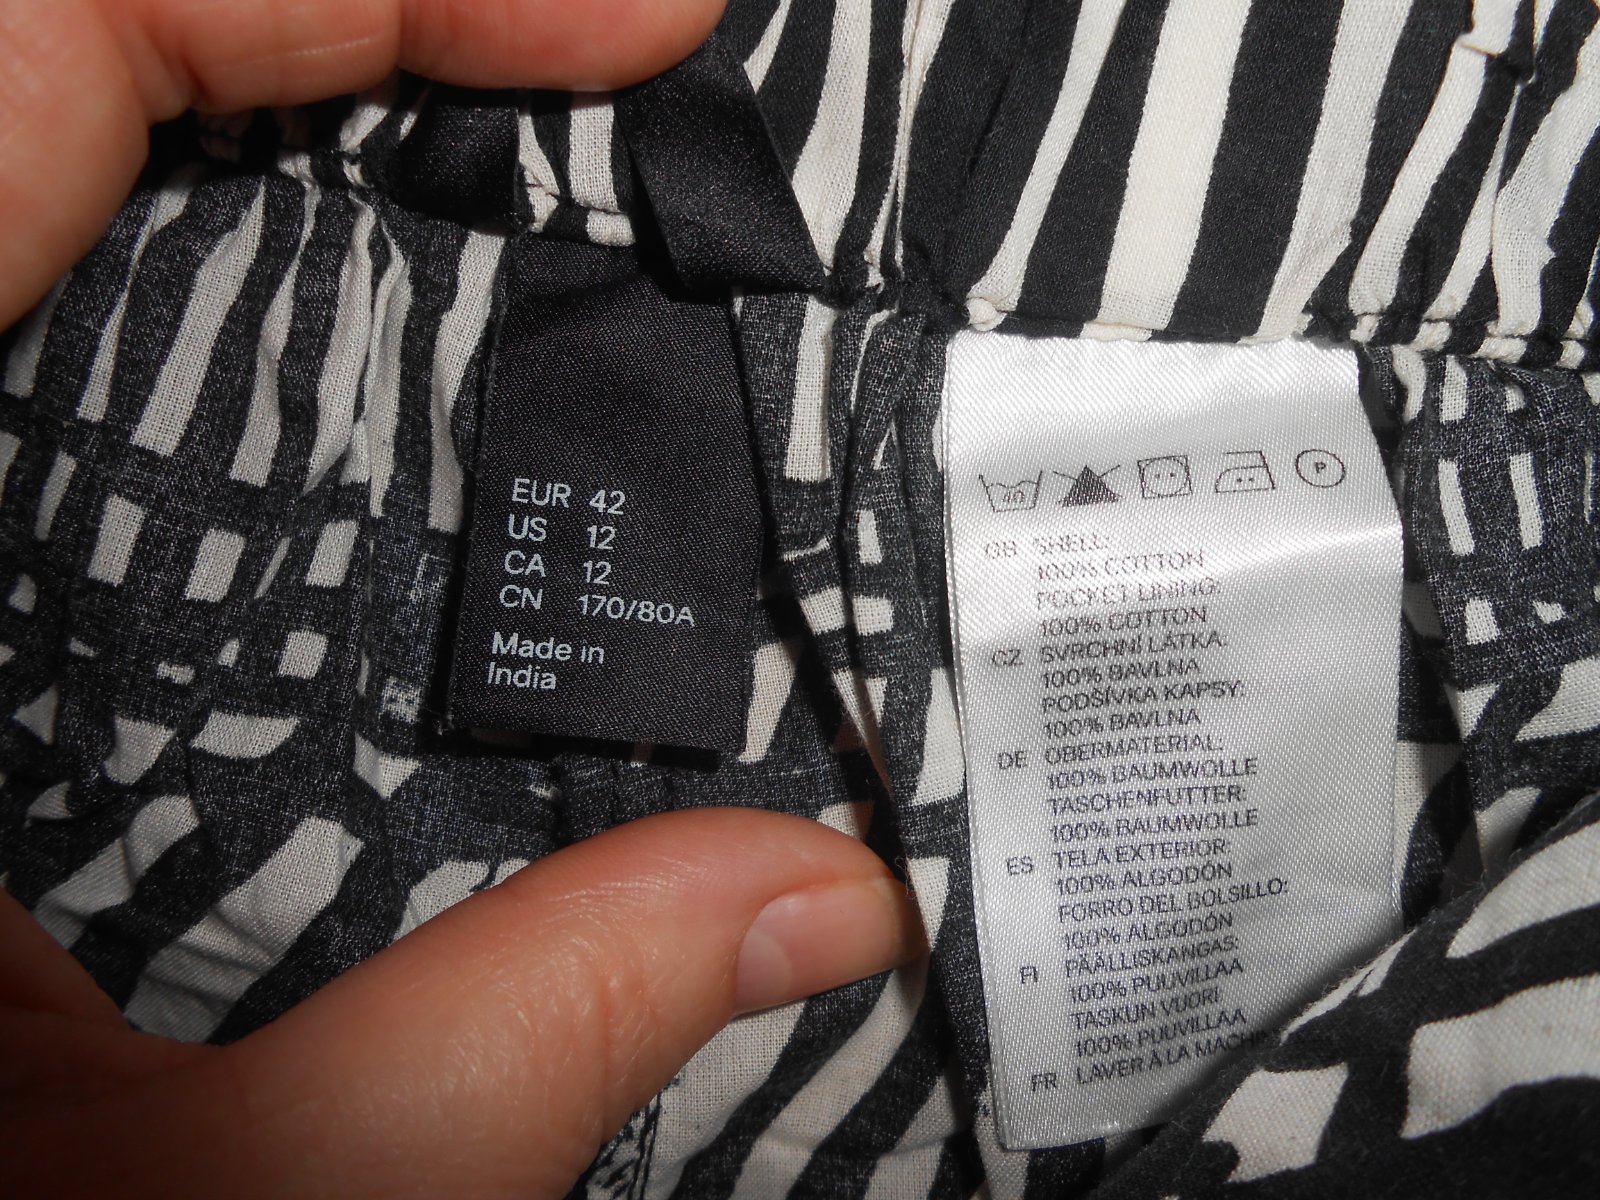 EUR 42
US 12
CA 12
CN 170/80A
Made in
India
40
P
GB SHELL:
100% COTTON
POCKET LINING:
100% COTTON
CZ SVRCHNÍ LÁTKA:
100% BAVLNA
PODŠÍVKA KAPSY:
100% BAVLNA
DE OBERMATERIAL:
100% BAUMWOLLE
TASCHENFUTTER:
100% BAUMWOLLE
ES TELA EXTERIOR:
100% ALGODÓN
FORRO DEL BOLSILLO:
100% ALGODÓN
FI PÄÄLLISKANGAS:
100% PUUVILLAA
TASKUN VUORI:
100% PUUVILLAA
FR LAVER À LA MACHI